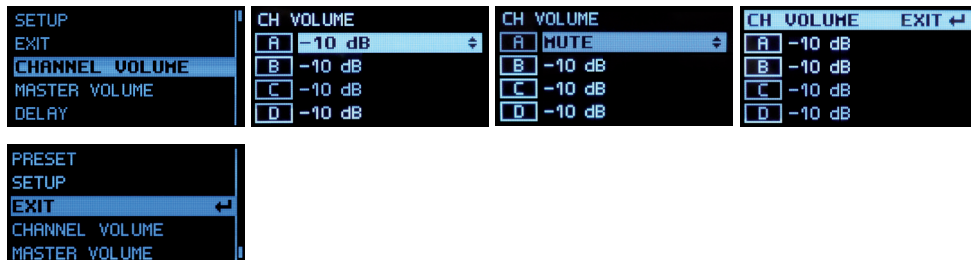 SETUP
EXIT
CHANNEL VOLUME
MASTER VOLUME
DELAY
CH VOLUME
A -10 dB
B -10 dB
C -10 dB
D -10 dB
CH VOLUME
A MUTE
B -10 dB
C -10 dB
D -10 dB
CH VOLUME EXIT
A -10 dB
B -10 dB
C -10 dB
D -10 dB
PRESET
SETUP
EXIT
CHANNEL VOLUME
MASTER VOLUME